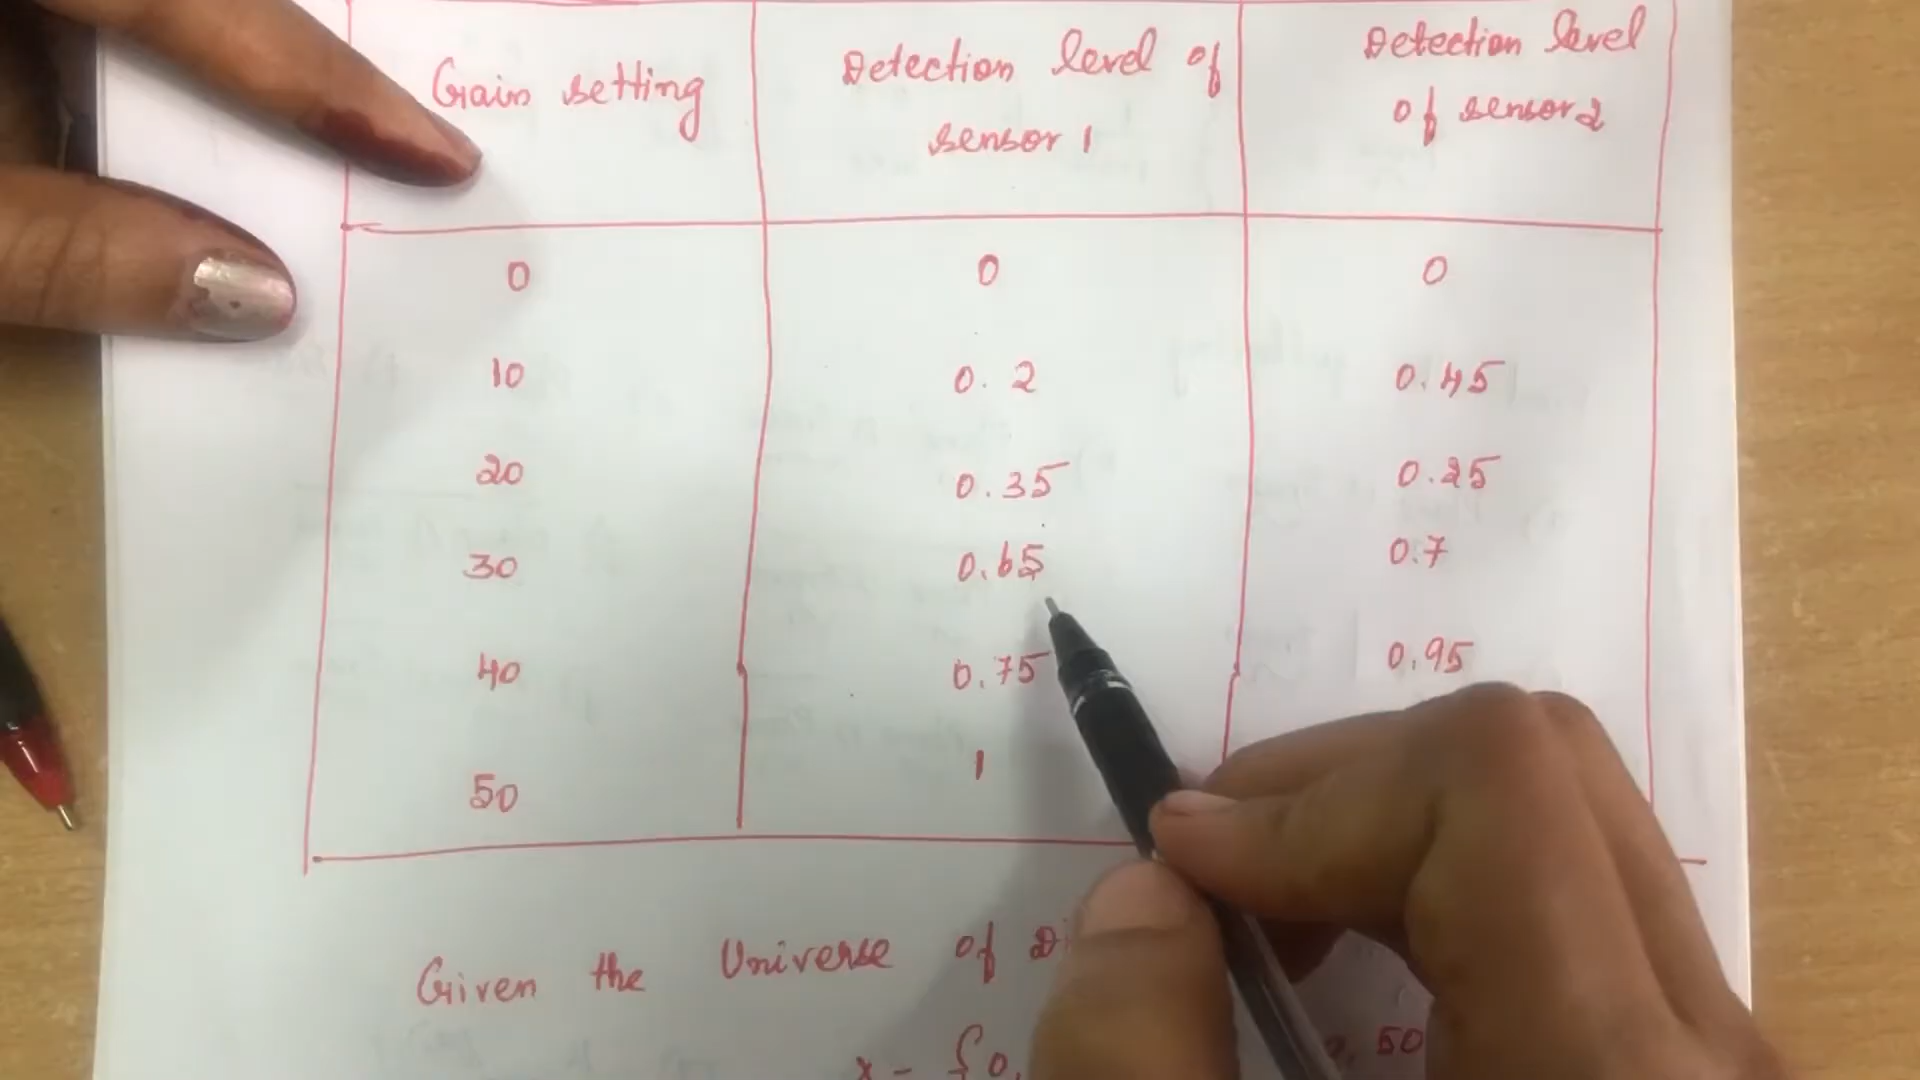 Gain setting Detection level of sensor 1 Detection level of sensor 2
0 0 0
10 0.2 0.45
20 0.35 0.25
30 0.65 0.7
40 0.75 0.95
50 1
Given the Universe of
x = {0, 50